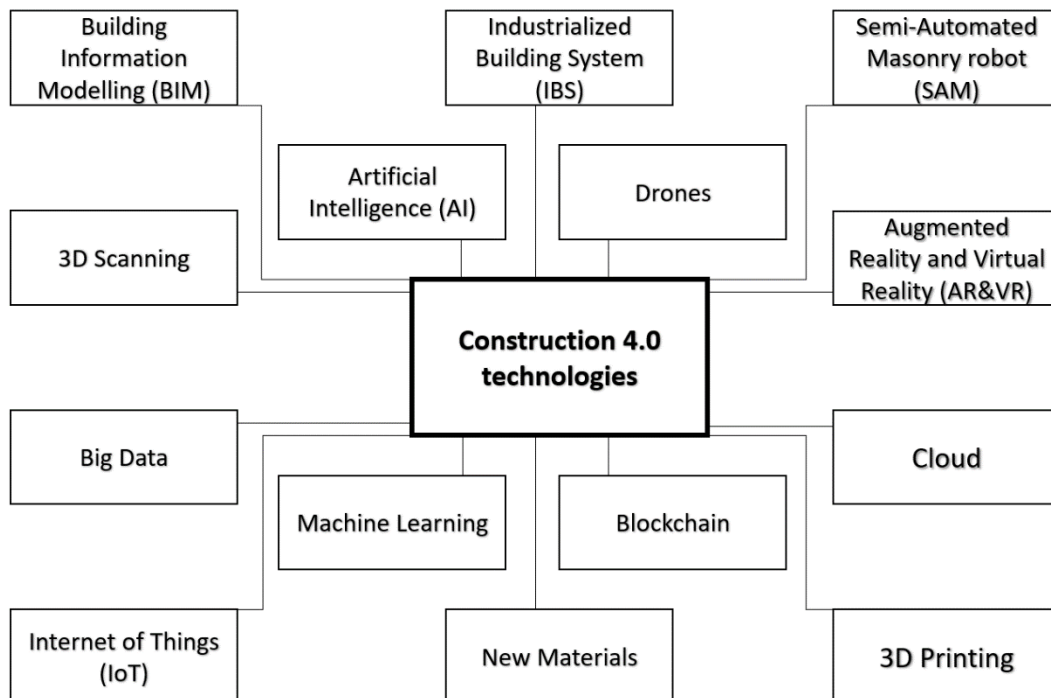 Building
Information
Modelling (BIM)
Industrialized
Building System
(IBS)
Semi-Automated
Masonry robot
(SAM)
Artificial
Intelligence (AI)
Drones
3D Scanning
Augmented
Reality and Virtual
Reality (AR&VR)
Construction 4.0
technologies
Big Data
Cloud
Machine Learning
Blockchain
Internet of Things
(IoT)
New Materials
3D Printing